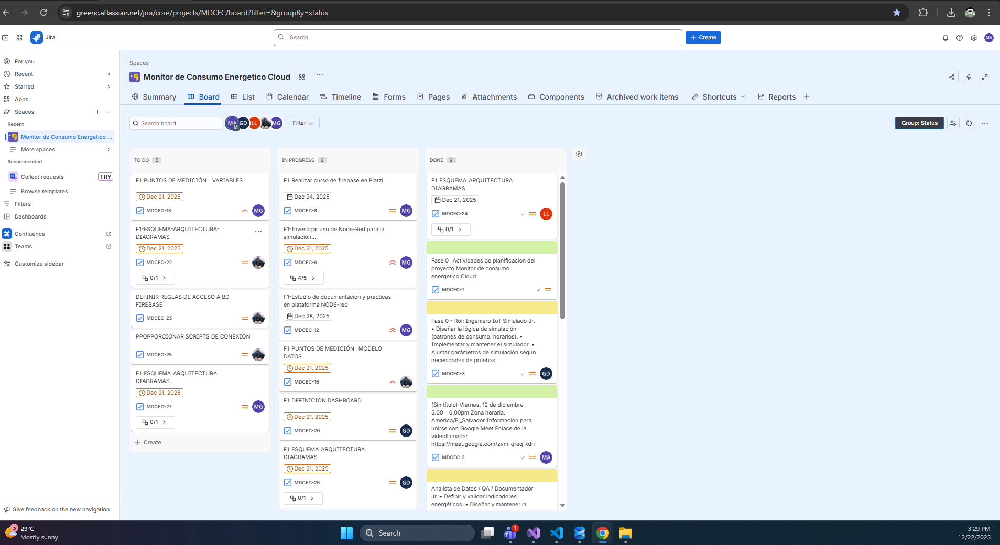 greenc.atlassian.net/jira/core/projects/MDCEC/board?filter=&groupBy=status
Jira
Search
Create
MA
For you
Recent
Starred
Apps
Spaces
Recent
Monitor de Consumo Energetico ...
More spaces
Recommended
Collect requests
TRY
Browse templates
Filters
Dashboards
Confluence
Teams
Customize sidebar
Give feedback on the new navigation
Spaces
Monitor de Consumo Energetico Cloud
Summary
Board
List
Calendar
Timeline
Forms
Pages
Attachments
Components
Archived work items
Shortcuts
Reports
Search board
MA
M
GD
LL
MG
Filter
Group: Status
TO DO 5
F1-PUNTOS DE MEDICIÓN - VARIABLES
Dec 21, 2025
MDCEC-18
MG
F1-ESQUEMA-ARQUITECTURA-
DIAGRAMAS
Dec 21, 2025
MDCEC-22
0/1
DEFINIR REGLAS DE ACCESO A BD
FIREBASE
MDCEC-23
PPOPPORCIONAR SCRIPTS DE CONEXION
MDCEC-25
F1-ESQUEMA-ARQUITECTURA-
DIAGRAMAS
Dec 21, 2025
MDCEC-27
MG
0/1
Create
IN PROGRESS 6
F1-Realizar curso de firebase en Platzi
Dec 24, 2025
MDCEC-8
MG
F1-Investigar uso de Node-Red para la
simulación...
Dec 21, 2025
MDCEC-9
MG
4/5
F1-Estudio de documentacion y practicas
en plataforma NODE-red
Dec 28, 2025
MDCEC-12
MG
F1-PUNTOS DE MEDICIÓN -MODELO
DATOS
Dec 21, 2025
MDCEC-16
F1-DEFINICION DASHBOARD
Dec 21, 2025
MDCEC-20
GD
F1-ESQUEMA-ARQUITECTURA-
DIAGRAMAS
Dec 21, 2025
MDCEC-26
GD
0/1
DONE 9
F1-ESQUEMA-ARQUITECTURA-
DIAGRAMAS
Dec 21, 2025
MDCEC-24
LL
0/1
Fase 0 -Actividades de planificacion del
proyecto Monitor de consumo
energetico Cloud.
MDCEC-1
Fase 0 - Rol: Ingeniero IoT Simulado Jr.
• Diseñar la lógica de simulación
(patrones de consumo, horarios). •
Implementar y mantener el simulador. •
Ajustar parámetros de simulación según
necesidades de pruebas.
MDCEC-3
GD
(Sin título) Viernes, 12 de diciembre ·
5:00 – 6:00pm Zona horaria:
America/El_Salvador Información para
unirse con Google Meet Enlace de la
videollamada:
https://meet.google.com/zvm-qreq-xdn
MDCEC-2
MA
Analista de Datos / QA / Documentador
Jr. • Definir y validar indicadores
energéticos. • Diseñar y mantener la
5
29°C
Mostly sunny
Search
1
3:29 PM
12/22/2025